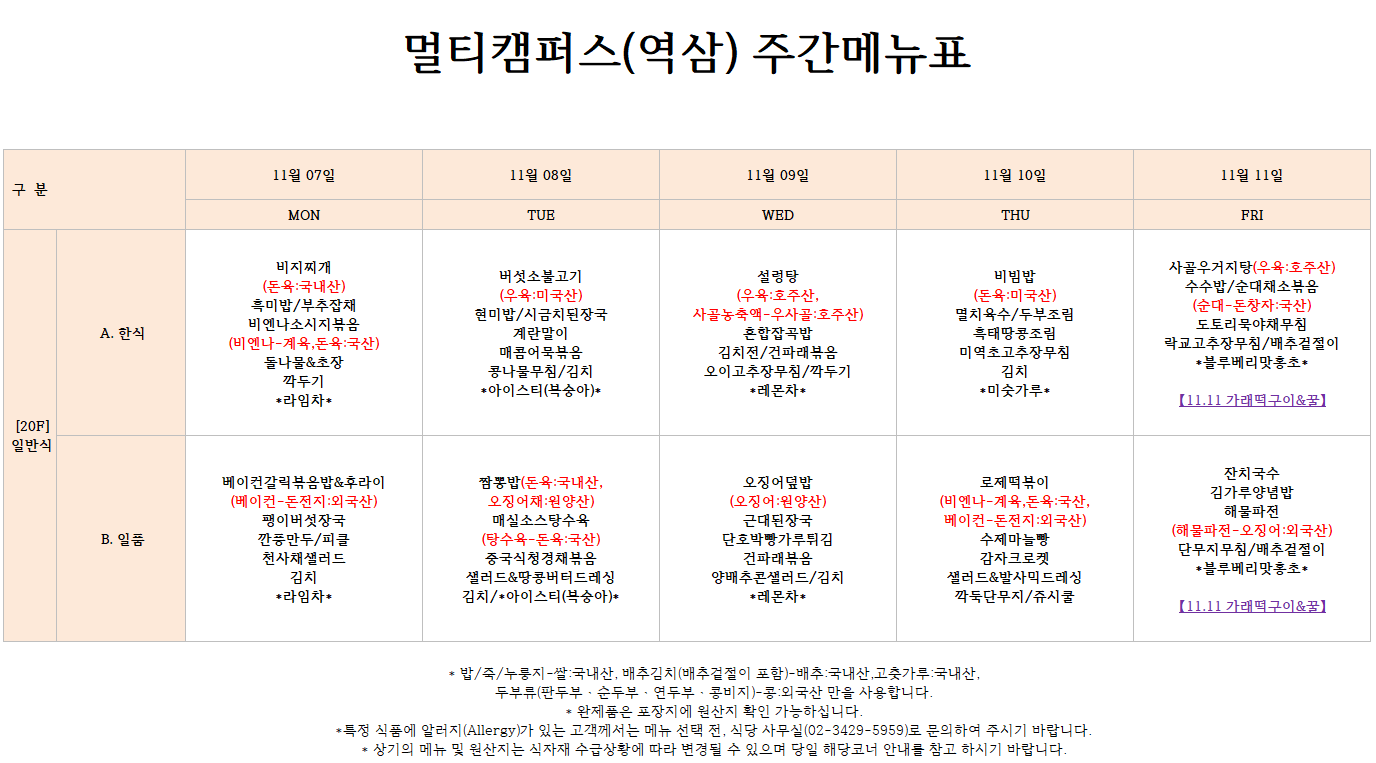 멀티캠퍼스(역삼) 주간메뉴표
구 분
11월 07일
11월 08일
11월 09일
11월 10일
11월 11일
MON
TUE
WED
THU
FRI
[20F]
일반식
A. 한식
비지찌개
(돈육:국내산)
흑미밥/부추잡채
비엔나소시지볶음
(비엔나-계육,돈육:국산)
돌나물&초장
깍두기
*라임차*
버섯소불고기
(우육:미국산)
현미밥/시금치된장국
계란말이
매콤어묵볶음
콩나물무침/김치
*아이스티(복숭아)*
설렁탕
(우육:호주산,
사골농축액-우사골:호주산)
혼합잡곡밥
김치전/건파래볶음
오이고추장무침/깍두기
*레몬차*
비빔밥
(돈육:미국산)
멸치육수/두부조림
흑태땅콩조림
미역초고추장무침
김치
*미숫가루*
사골우거지탕(우육:호주산)
수수밥/순대채소볶음
(순대-돈창자:국산)
도토리묵야채무침
락교고추장무침/배추겉절이
*블루베리맛홍초*
【11.11 가래떡구이&꿀】
B. 일품
베이컨갈릭볶음밥&후라이
(베이컨-돈전지:외국산)
팽이버섯장국
깐풍만두/피클
천사채샐러드
김치
*라임차*
짬뽕밥(돈육:국내산,
오징어채:원양산)
매실소스탕수육
(탕수육-돈육:국산)
중국식청경채볶음
샐러드&땅콩버터드레싱
김치/*아이스티(복숭아)*
오징어덮밥
(오징어:원양산)
근대된장국
단호박빵가루튀김
건파래볶음
양배추콘샐러드/김치
*레몬차*
로제떡볶이
(비엔나-계육,돈육:국산,
베이컨-돈전지:외국산)
수제마늘빵
감자크로켓
샐러드&발사믹드레싱
깍둑단무지/쥬시쿨
잔치국수
김가루양념밥
해물파전
(해물파전-오징어:외국산)
단무지무침/배추겉절이
*블루베리맛홍초*
【11.11 가래떡구이&꿀】
* 밥/죽/누룽지-쌀:국내산, 배추김치(배추겉절이 포함)-배추:국내산,고춧가루:국내산,
두부류(판두부ㆍ순두부ㆍ연두부ㆍ콩비지)-콩:외국산 만을 사용합니다.
* 완제품은 포장지에 원산지 확인 가능하십니다.
*특정 식품에 알러지(Allergy)가 있는 고객께서는 메뉴 선택 전, 식당 사무실(02-3429-5959)로 문의하여 주시기 바랍니다.
* 상기의 메뉴 및 원산지는 식자재 수급상황에 따라 변경될 수 있으며 당일 해당코너 안내를 참고 하시기 바랍니다.